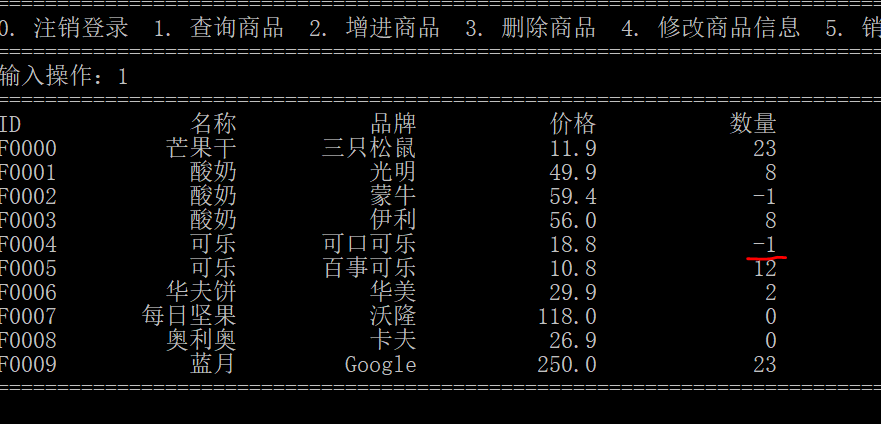 0. 注销登录 1. 查询商品 2. 增进商品 3. 删除商品 4. 修改商品信息 5. 销
输入操作：1
ID 名称 品牌 价格 数量
F0000 芒果干 三只松鼠 11.9 23
F0001 酸奶 光明 49.9 8
F0002 酸奶 蒙牛 59.4 -1
F0003 酸奶 伊利 56.0 8
F0004 可乐 可口可乐 18.8 -1
F0005 可乐 百事可乐 10.8 12
F0006 华夫饼 华美 29.9 2
F0007 每日坚果 沃隆 118.0 0
F0008 奥利奥 卡夫 26.9 0
F0009 蓝月 Google 250.0 23